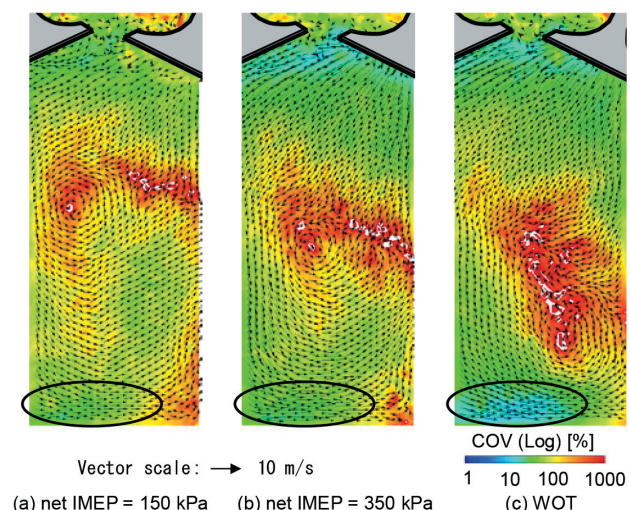 COV (Log) [%]
Vector scale: → 10 m/s
1 10 100 1000
(a) net IMEP = 150 kPa (b) net IMEP = 350 kPa (c) WOT